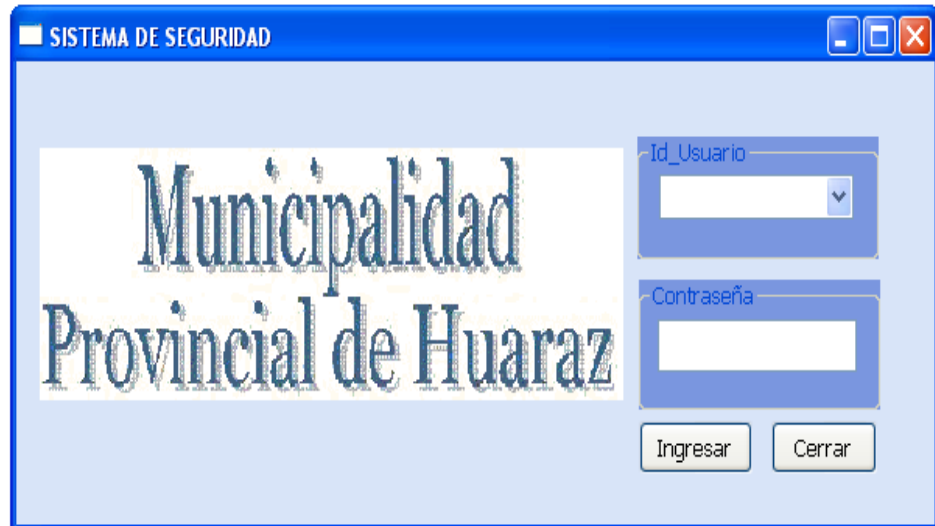 SISTEMA DE SEGURIDAD
Municipalidad
Provincial de Huaraz
Id_Usuario
Contraseña
Ingresar
Cerrar